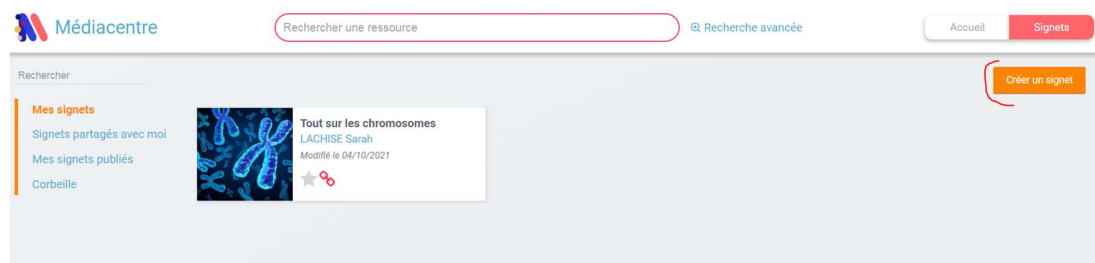 Médiacentre
Rechercher une ressource
Recherche avancée
Accueil
Signets
Rechercher
Créer un signet
Mes signets
Signets partagés avec moi
Mes signets publiés
Corbeille
Tout sur les chromosomes
LACHISE Sarah
Modifié le 04/10/2021